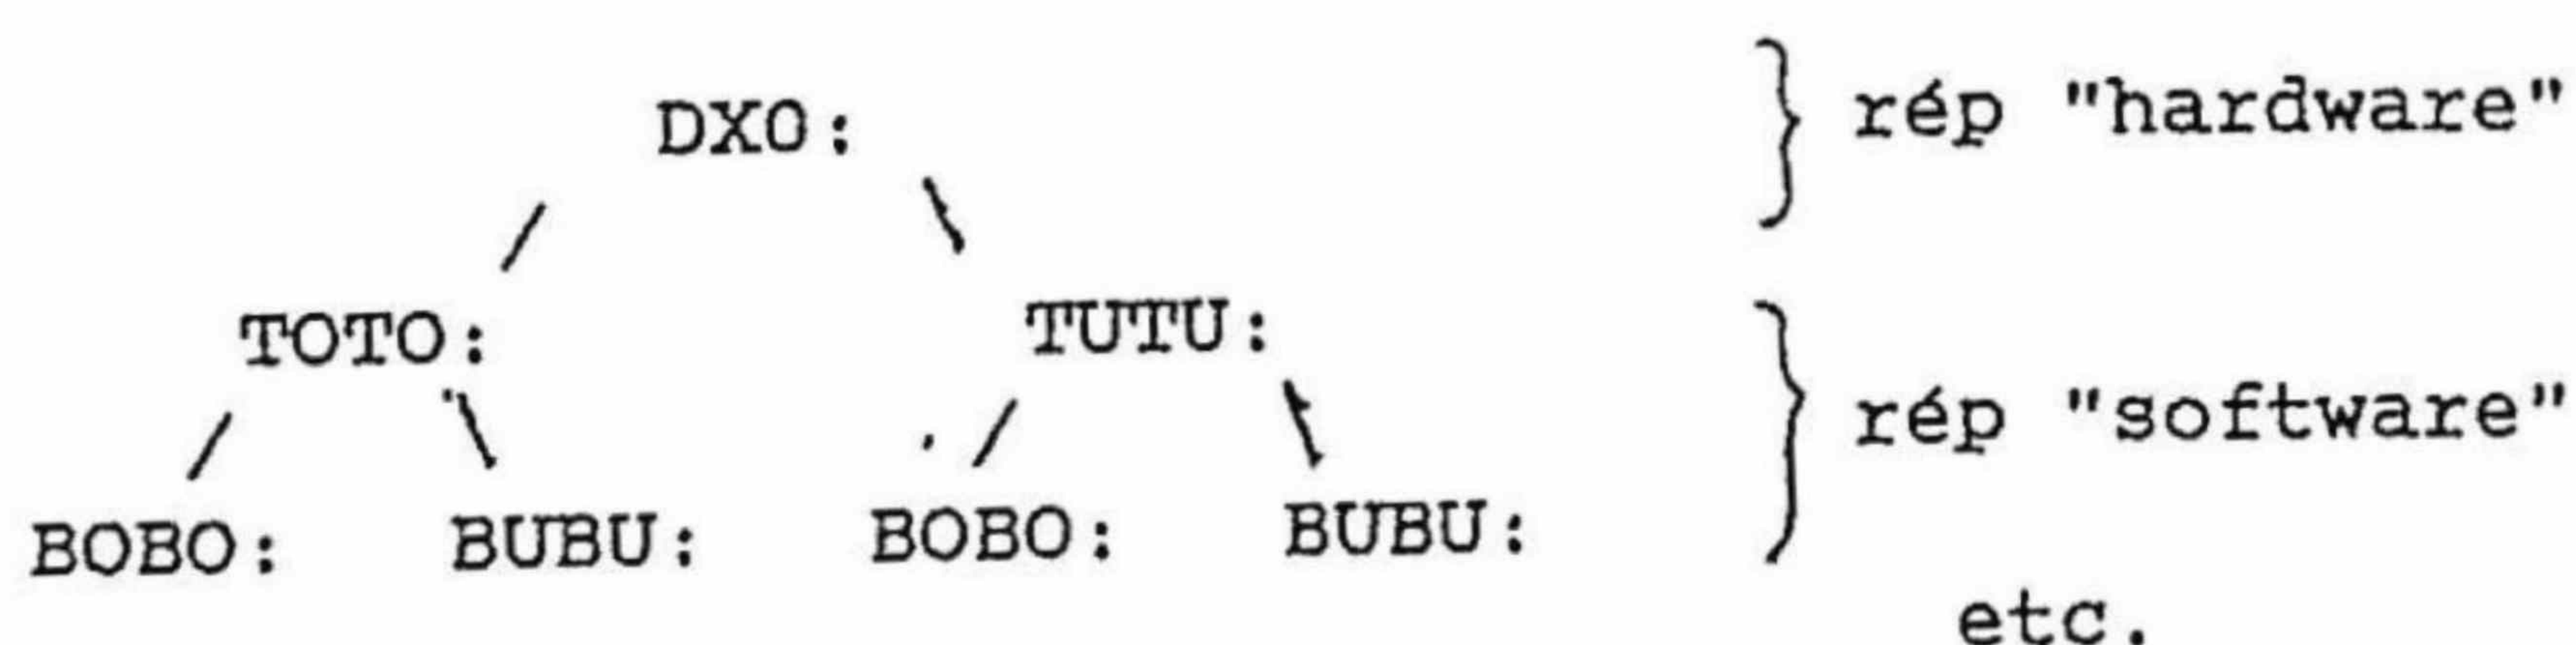 DX0: rép "hardware"
TOTO: TUTU: rép "software"
BOBO: BUBU: BOBO: BUBU:
etc.